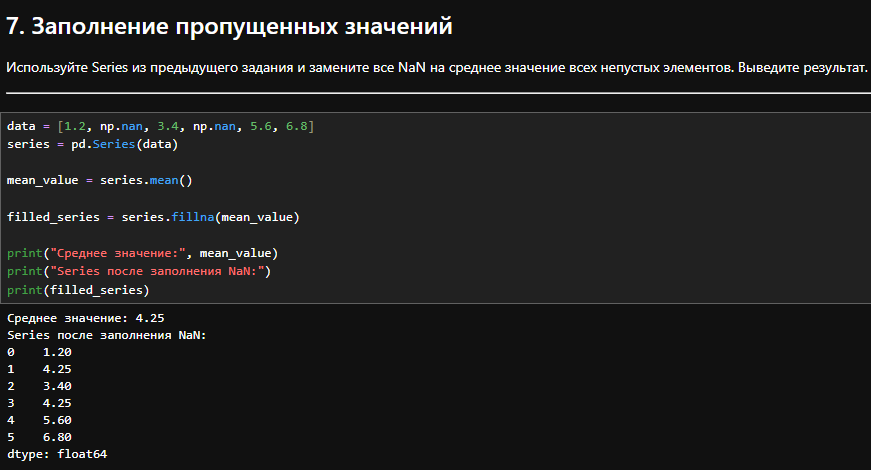 7. Заполнение пропущенных значений
Используйте Series из предыдущего задания и замените все NaN на среднее значение всех непустых элементов. Выведите результат.
data = [1.2, np.nan, 3.4, np.nan, 5.6, 6.8]
series = pd.Series(data)
mean_value = series.mean()
filled_series = series.fillna(mean_value)
print("Среднее значение:", mean_value)
print("Series после заполнения NaN:")
print(filled_series)
Среднее значение: 4.25
Series после заполнения NaN:
0    1.20
1    4.25
2    3.40
3    4.25
4    5.60
5    6.80
dtype: float64